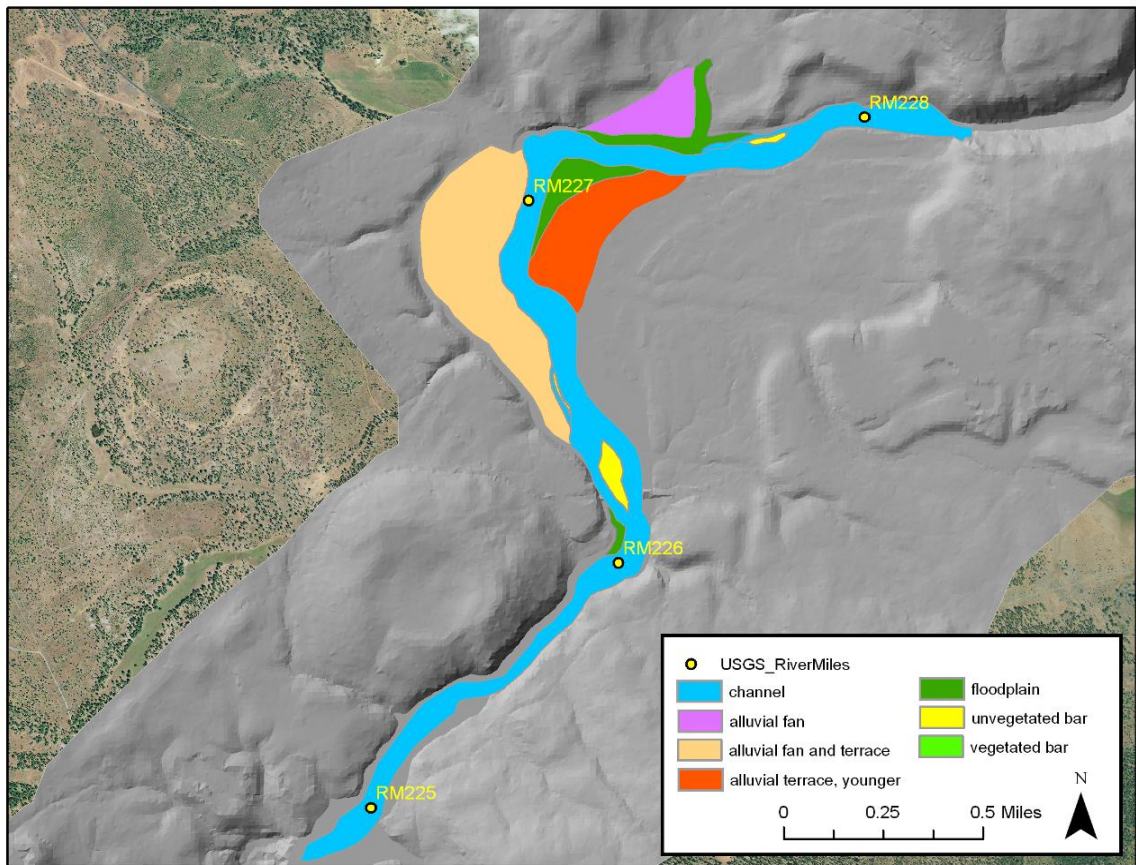 RM228
RM227
RM226
RM225
USGS_RiverMiles
channel
alluvial fan
alluvial fan and terrace
alluvial terrace, younger
floodplain
unvegetated bar
vegetated bar
N
0 0.25 0.5 Miles